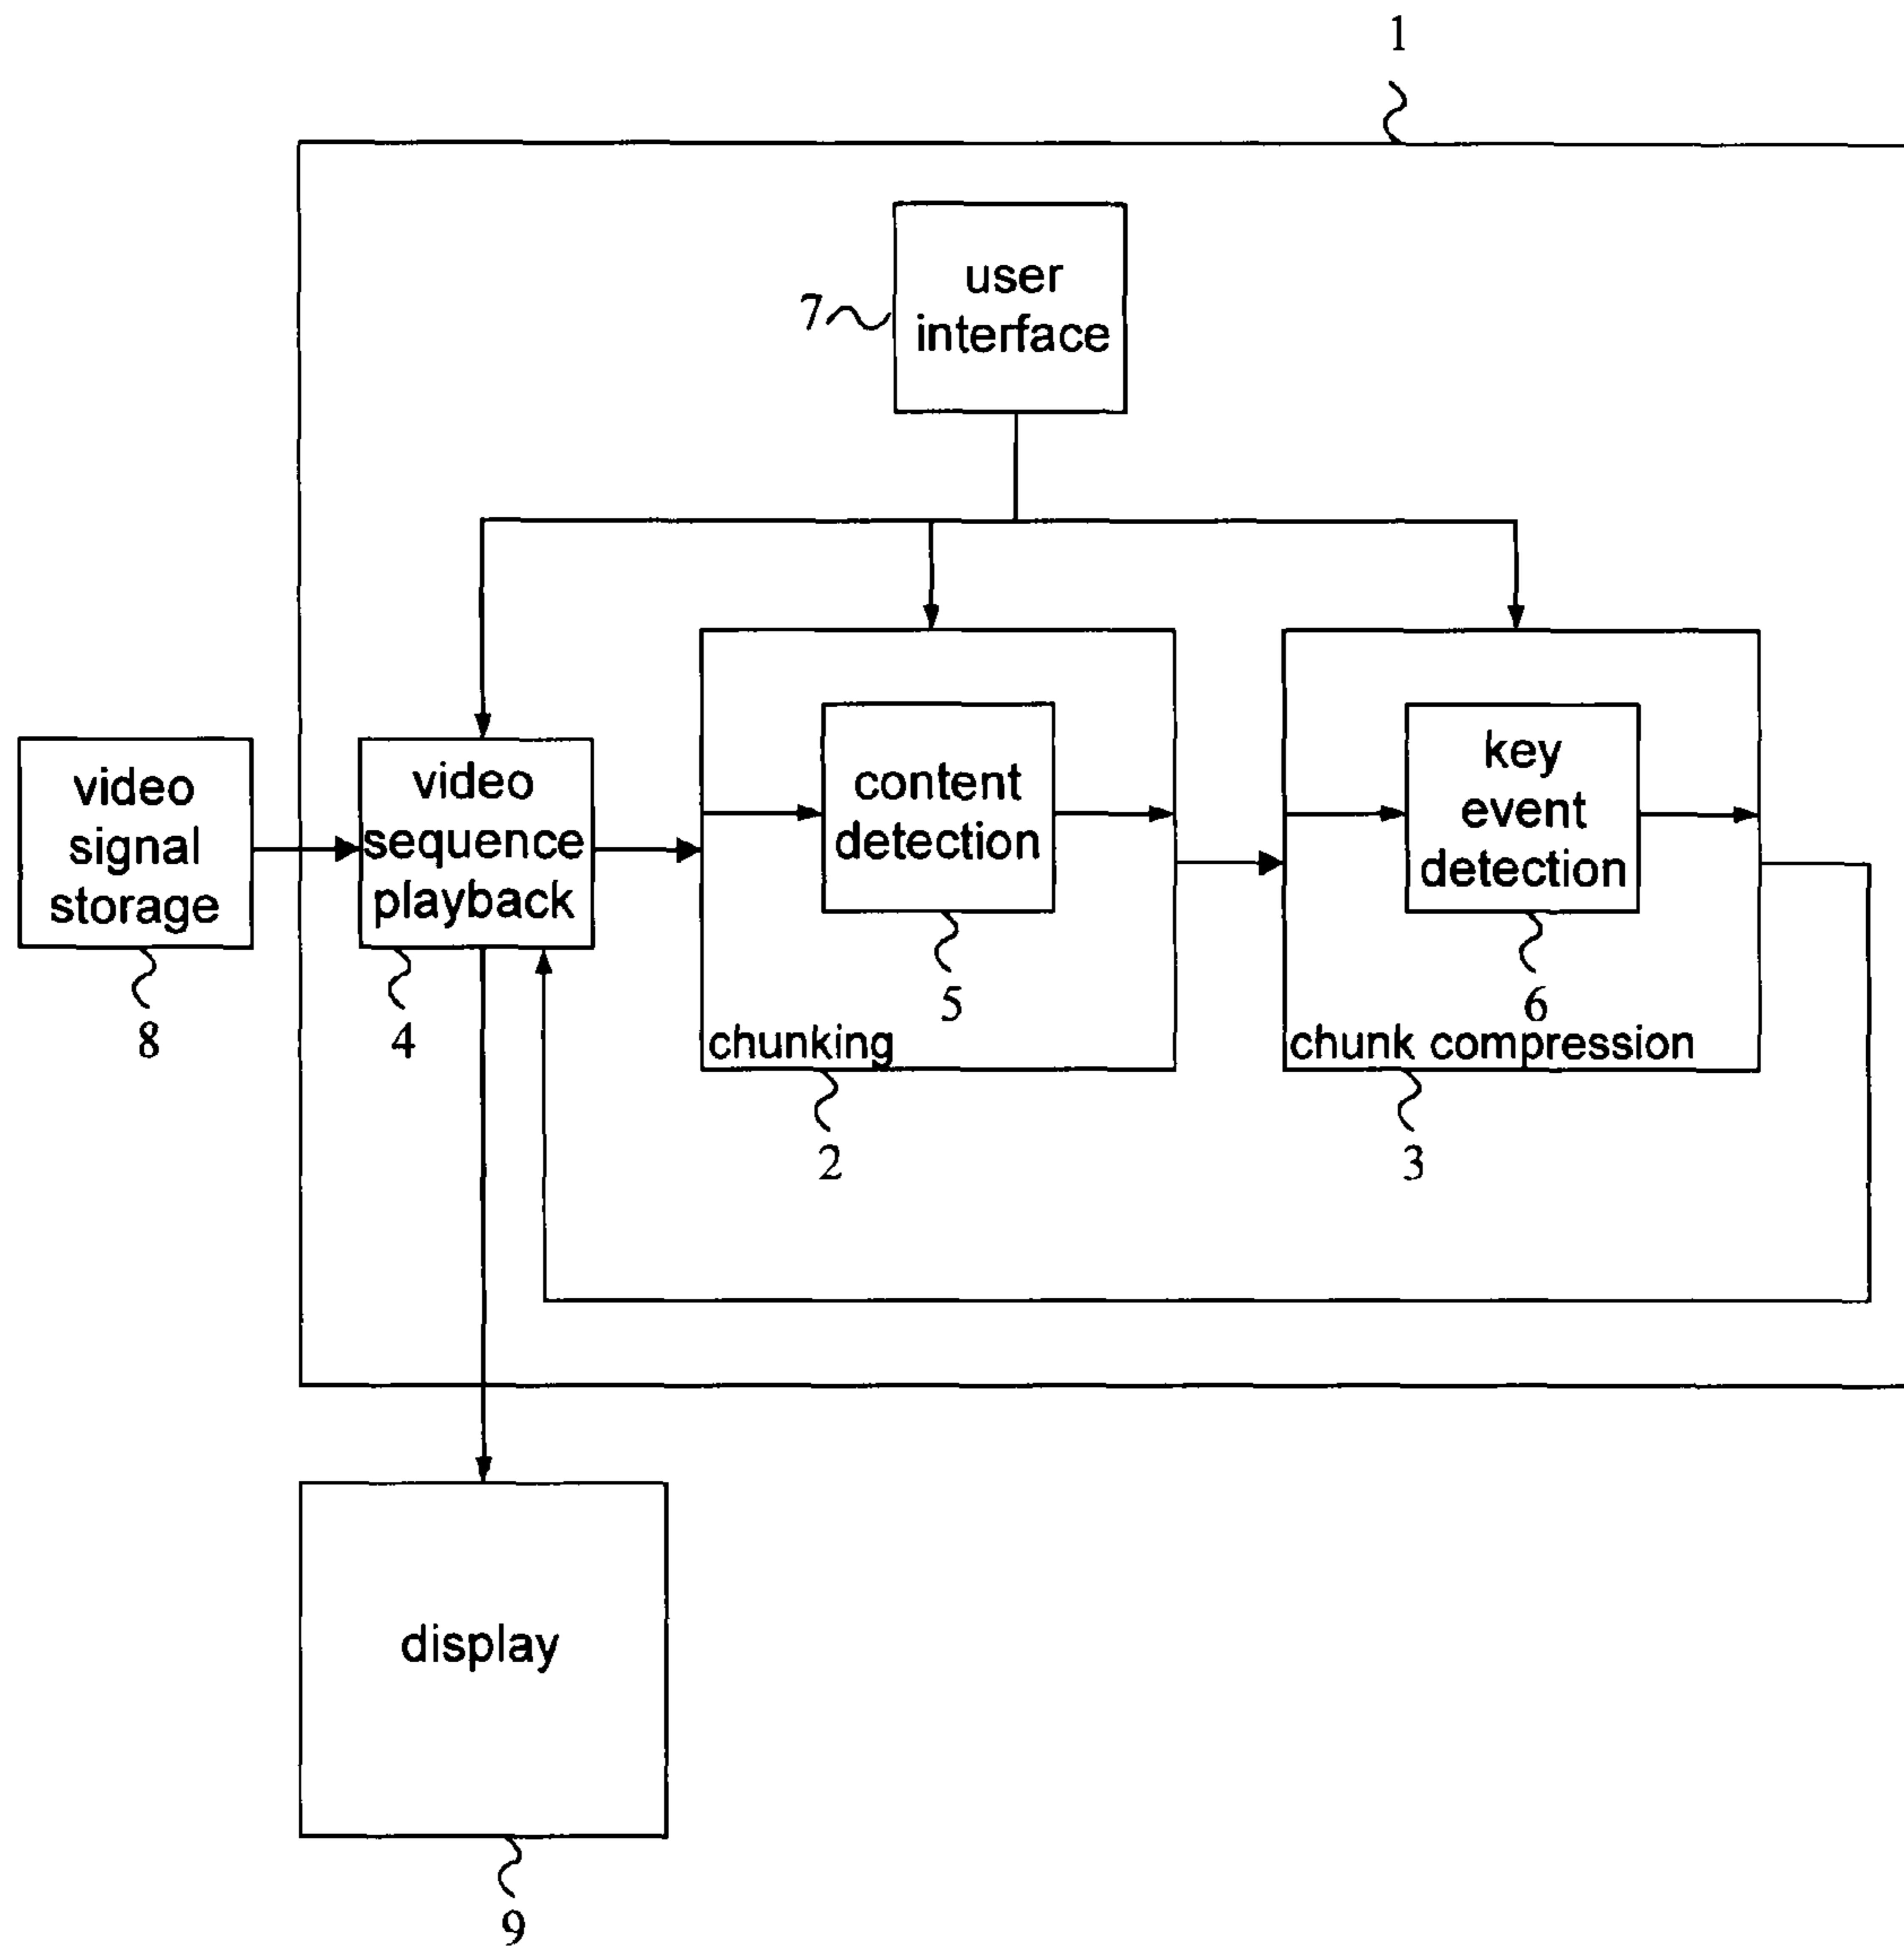 1
user
interface
7
video
signal
storage
8
video
sequence
playback
4
content
detection
5
chunking
2
key
event
detection
6
chunk compression
3
display
9